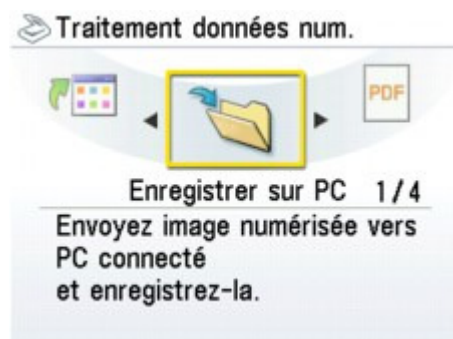 Traitement données num.
PDF
Enregistrer sur PC 1/4
Envoyez image numérisée vers
PC connecté
et enregistrez-la.